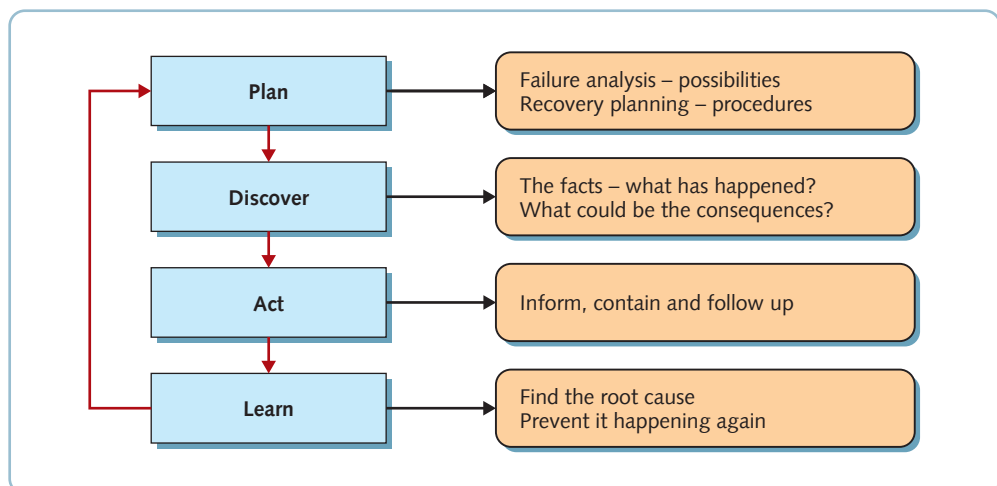 Plan
Failure analysis – possibilities
Recovery planning – procedures
Discover
The facts – what has happened?
What could be the consequences?
Act
Inform, contain and follow up
Learn
Find the root cause
Prevent it happening again